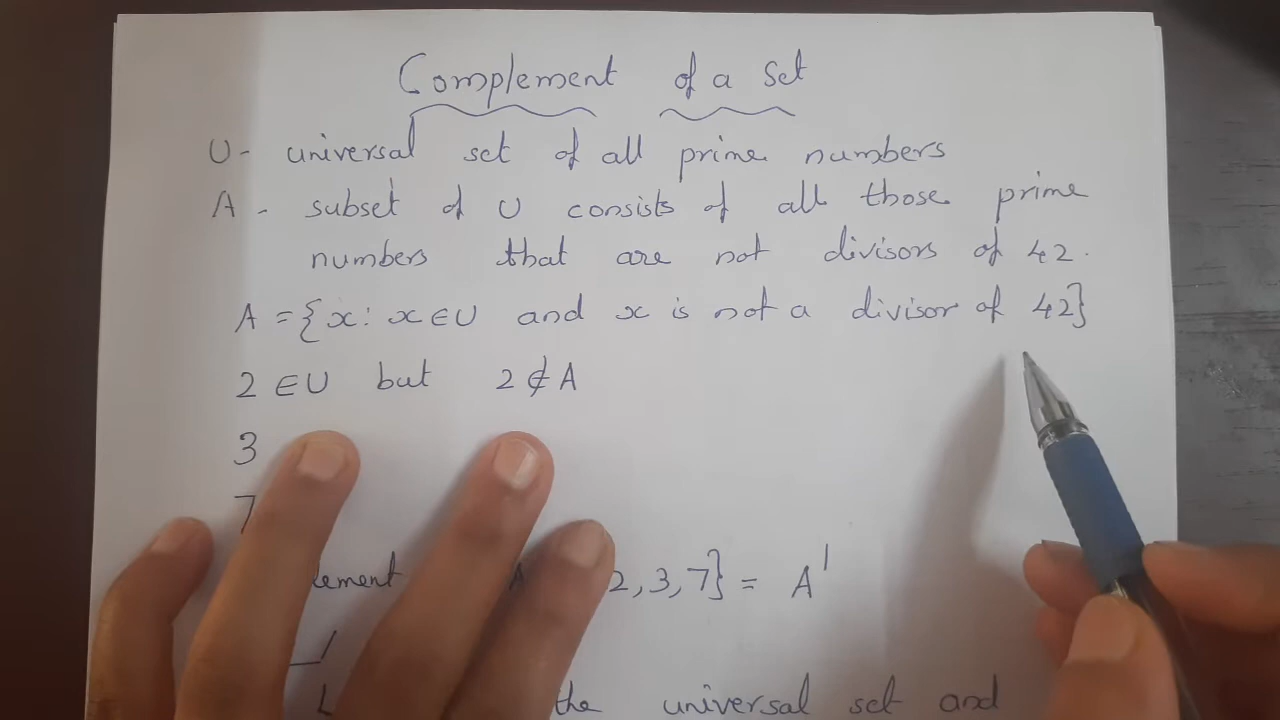 Complement of a Set
U - universal set of all prime numbers
A - subset of U consists of all those prime
numbers that are not divisors of 42.
A = {x : x ∈ U and x is not a divisor of 42}
2 ∈ U but 2 ∉ A
3
7
lement A 2, 3, 7} = A'
the universal set and